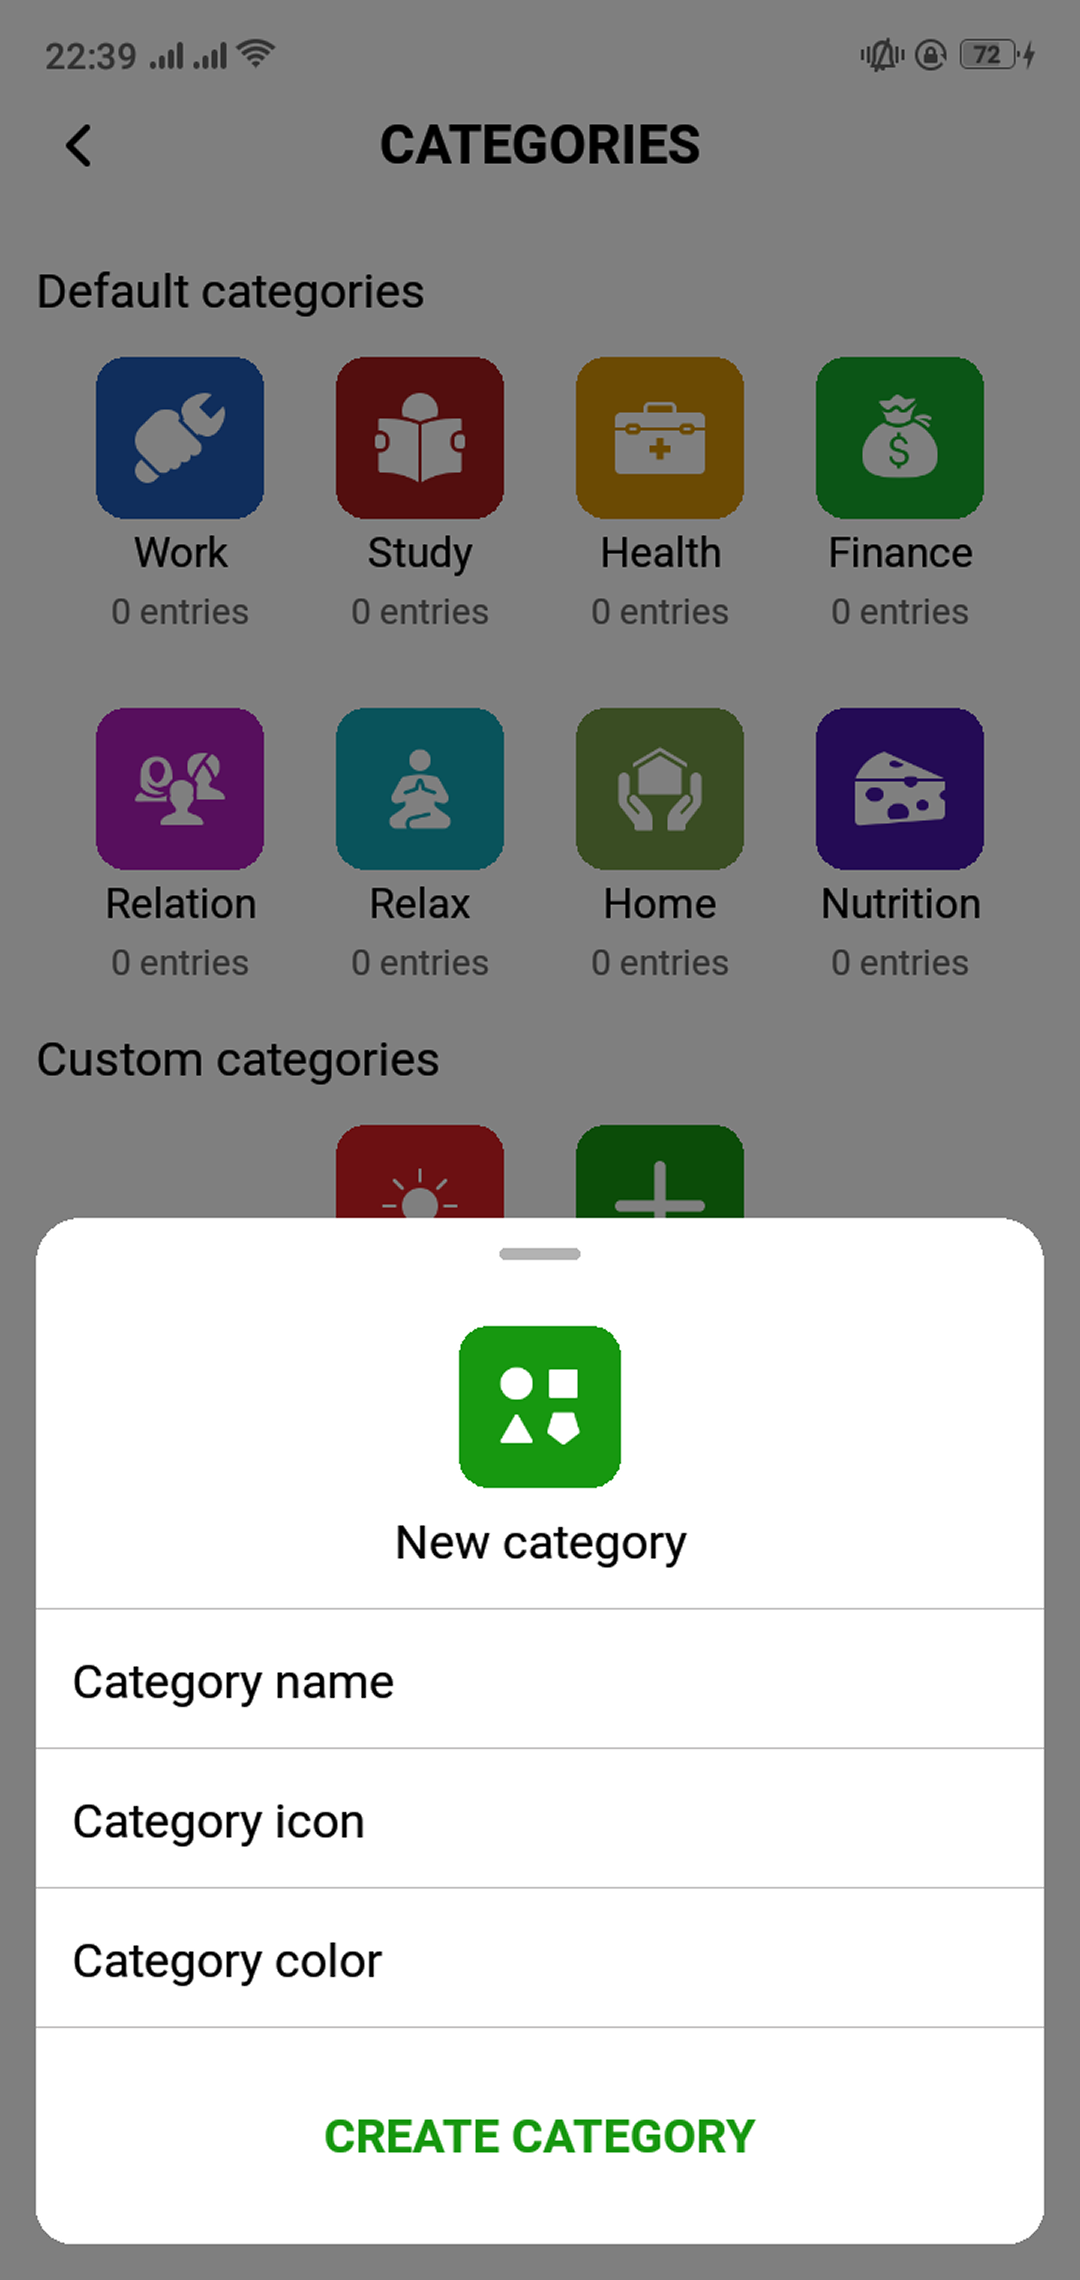 22:39 72
CATEGORIES
Default categories
Work Study Health Finance
0 entries 0 entries 0 entries 0 entries
Relation Relax Home Nutrition
0 entries 0 entries 0 entries 0 entries
Custom categories
New category
Category name
Category icon
Category color
CREATE CATEGORY